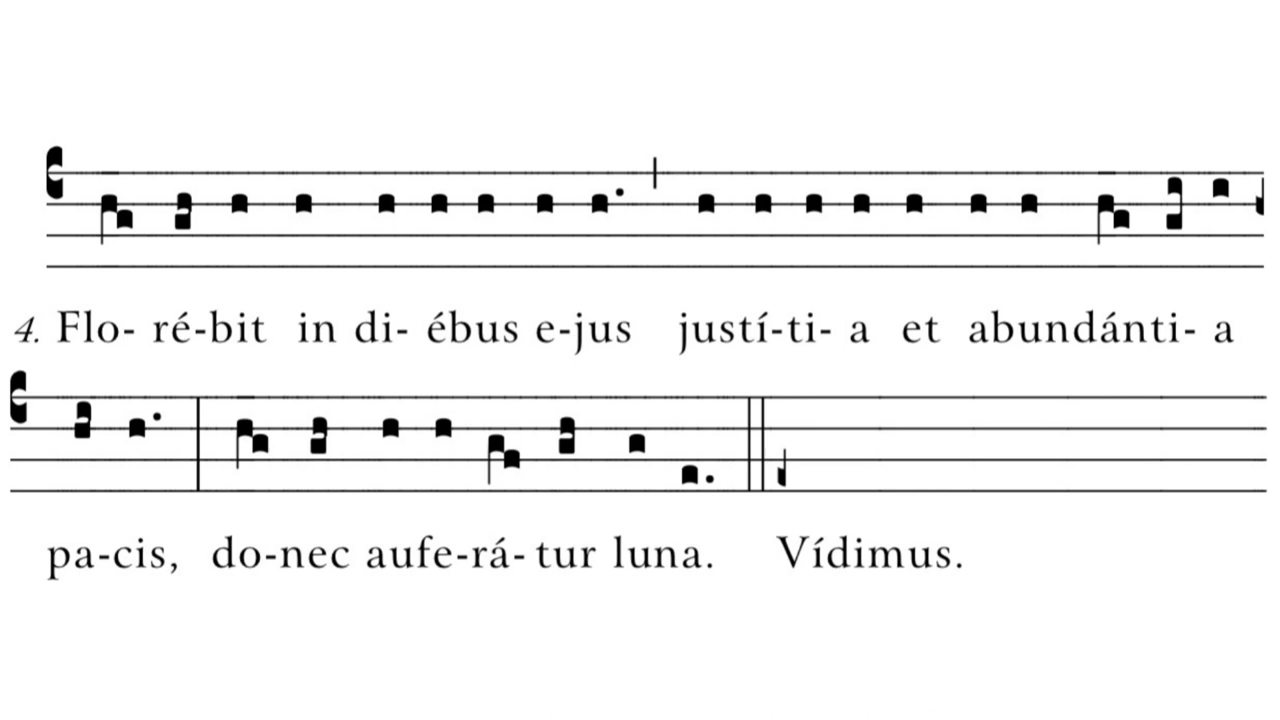 4. Flo- ré-bit in di- ébus e-jus justí-ti- a et abundánti- a
pa-cis, do-nec aufe-rá- tur luna. Vídimus.